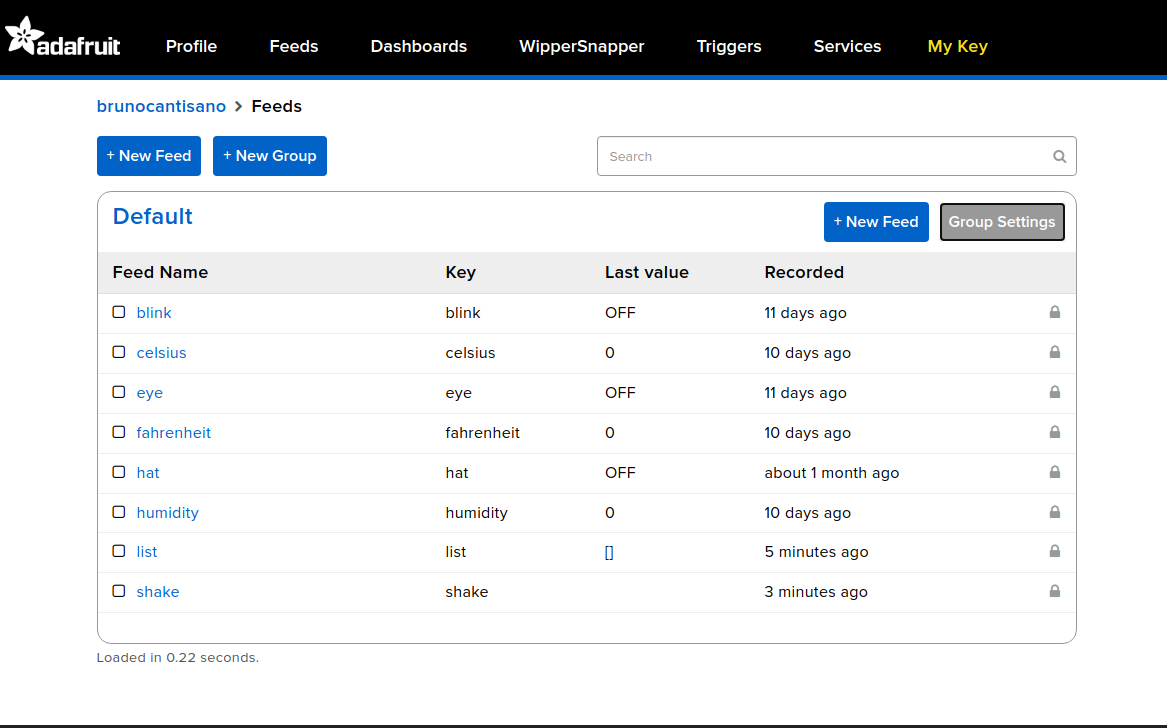 adafruit Profile Feeds Dashboards WipperSnapper Triggers Services My Key
brunocantisano > Feeds
+ New Feed + New Group Search
Default + New Feed Group Settings
Feed Name Key Last value Recorded
blink blink OFF 11 days ago
celsius celsius 0 10 days ago
eye eye OFF 11 days ago
fahrenheit fahrenheit 0 10 days ago
hat hat OFF about 1 month ago
humidity humidity 0 10 days ago
list list [] 5 minutes ago
shake shake 3 minutes ago
Loaded in 0.22 seconds.